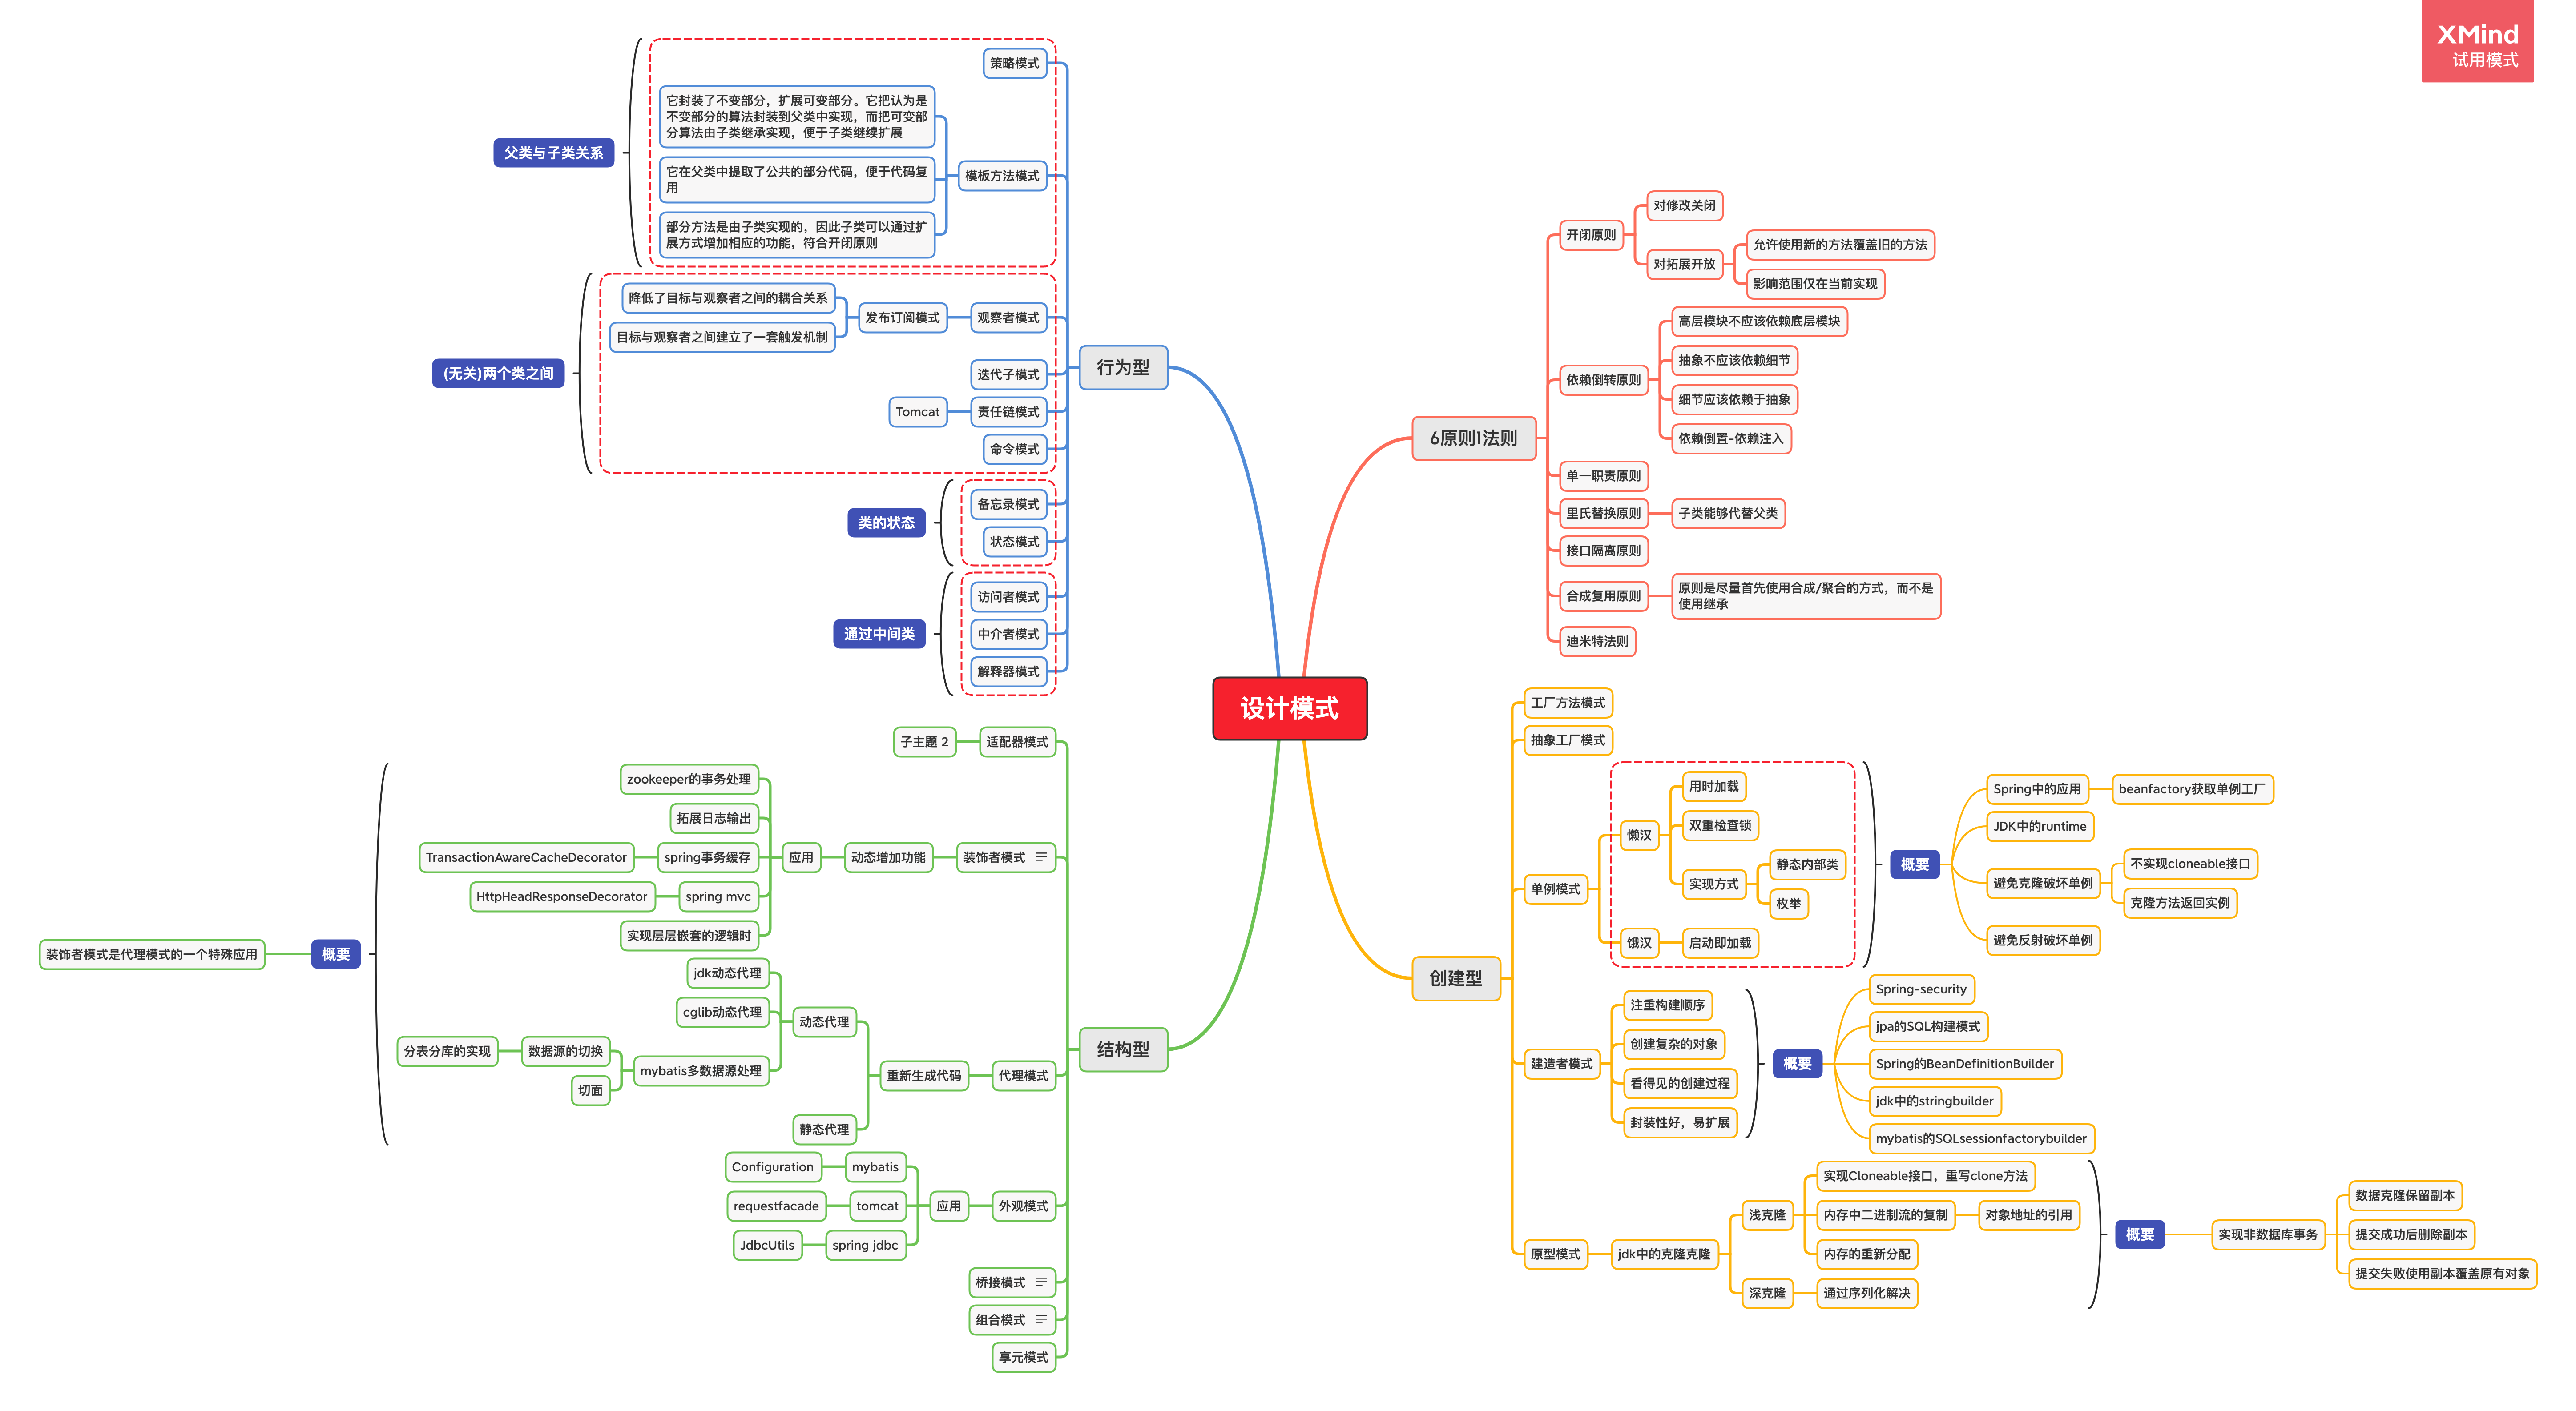 XMind
试用模式
设计模式
6原则1法则
开闭原则
对修改关闭
对拓展开放
允许使用新的方法覆盖旧的方法
影响范围仅在当前实现
依赖倒转原则
高层模块不应该依赖底层模块
抽象不应该依赖细节
细节应该依赖于抽象
依赖倒置-依赖注入
单一职责原则
里氏替换原则
子类能够代替父类
接口隔离原则
合成复用原则
原则是尽量首先使用合成/聚合的方式，而不是
使用继承
迪米特法则
创建型
工厂方法模式
抽象工厂模式
单例模式
懒汉
用时加载
双重检查锁
实现方式
静态内部类
枚举
饿汉
启动即加载
概要
Spring中的应用
beanfactory获取单例工厂
JDK中的runtime
避免克隆破坏单例
不实现cloneable接口
克隆方法返回实例
避免反射破坏单例
建造者模式
注重构建顺序
创建复杂的对象
看得见的创建过程
封装性好，易扩展
概要
Spring-security
jpa的SQL构建模式
Spring的BeanDefinitionBuilder
jdk中的stringbuilder
mybatis的SQLsessionfactorybuilder
原型模式
jdk中的克隆克隆
浅克隆
实现Cloneable接口，重写clone方法
内存中二进制流的复制
对象地址的引用
内存的重新分配
深克隆
通过序列化解决
概要
实现非数据库事务
数据克隆保留副本
提交成功后删除副本
提交失败使用副本覆盖原有对象
行为型
父类与子类关系
策略模式
模板方法模式
它封装了不变部分，扩展可变部分。它把认为是
不变部分的算法封装到父类中实现，而把可变部
分算法由子类继承实现，便于子类继续扩展
它在父类中提取了公共的部分代码，便于代码复
用
部分方法是由子类实现的，因此子类可以通过扩
展方式增加相应的功能，符合开闭原则
(无关)两个类之间
观察者模式
发布订阅模式
降低了目标与观察者之间的耦合关系
目标与观察者之间建立了一套触发机制
迭代子模式
责任链模式
Tomcat
命令模式
类的状态
备忘录模式
状态模式
通过中间类
访问者模式
中介者模式
解释器模式
结构型
适配器模式
子主题 2
装饰者模式
动态增加功能
应用
zookeeper的事务处理
拓展日志输出
spring事务缓存
TransactionAwareCacheDecorator
spring mvc
HttpHeadResponseDecorator
实现层层嵌套的逻辑时
概要
装饰者模式是代理模式的一个特殊应用
代理模式
重新生成代码
动态代理
jdk动态代理
cglib动态代理
mybatis多数据源处理
数据源的切换
分表分库的实现
切面
静态代理
外观模式
应用
mybatis
Configuration
tomcat
requestfacade
spring jdbc
JdbcUtils
桥接模式
组合模式
享元模式